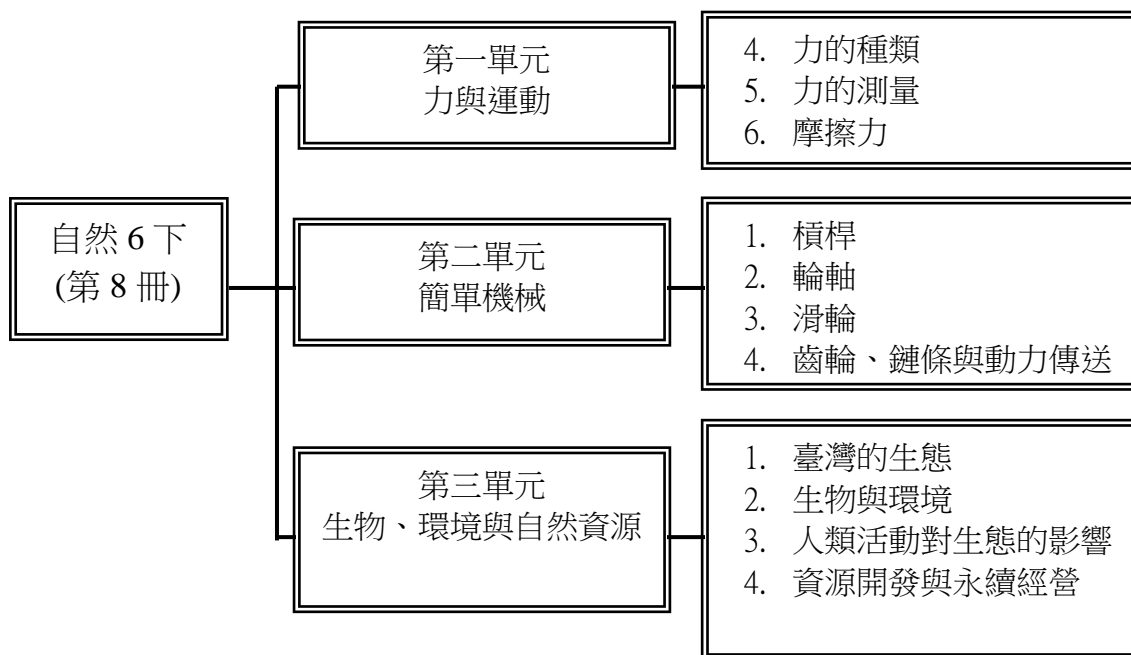 自然 6 下
(第 8 冊)
第一單元
力與運動
4. 力的種類
5. 力的測量
6. 摩擦力
第二單元
簡單機械
1. 槓桿
2. 輪軸
3. 滑輪
4. 齒輪、鏈條與動力傳送
第三單元
生物、環境與自然資源
1. 臺灣的生態
2. 生物與環境
3. 人類活動對生態的影響
4. 資源開發與永續經營